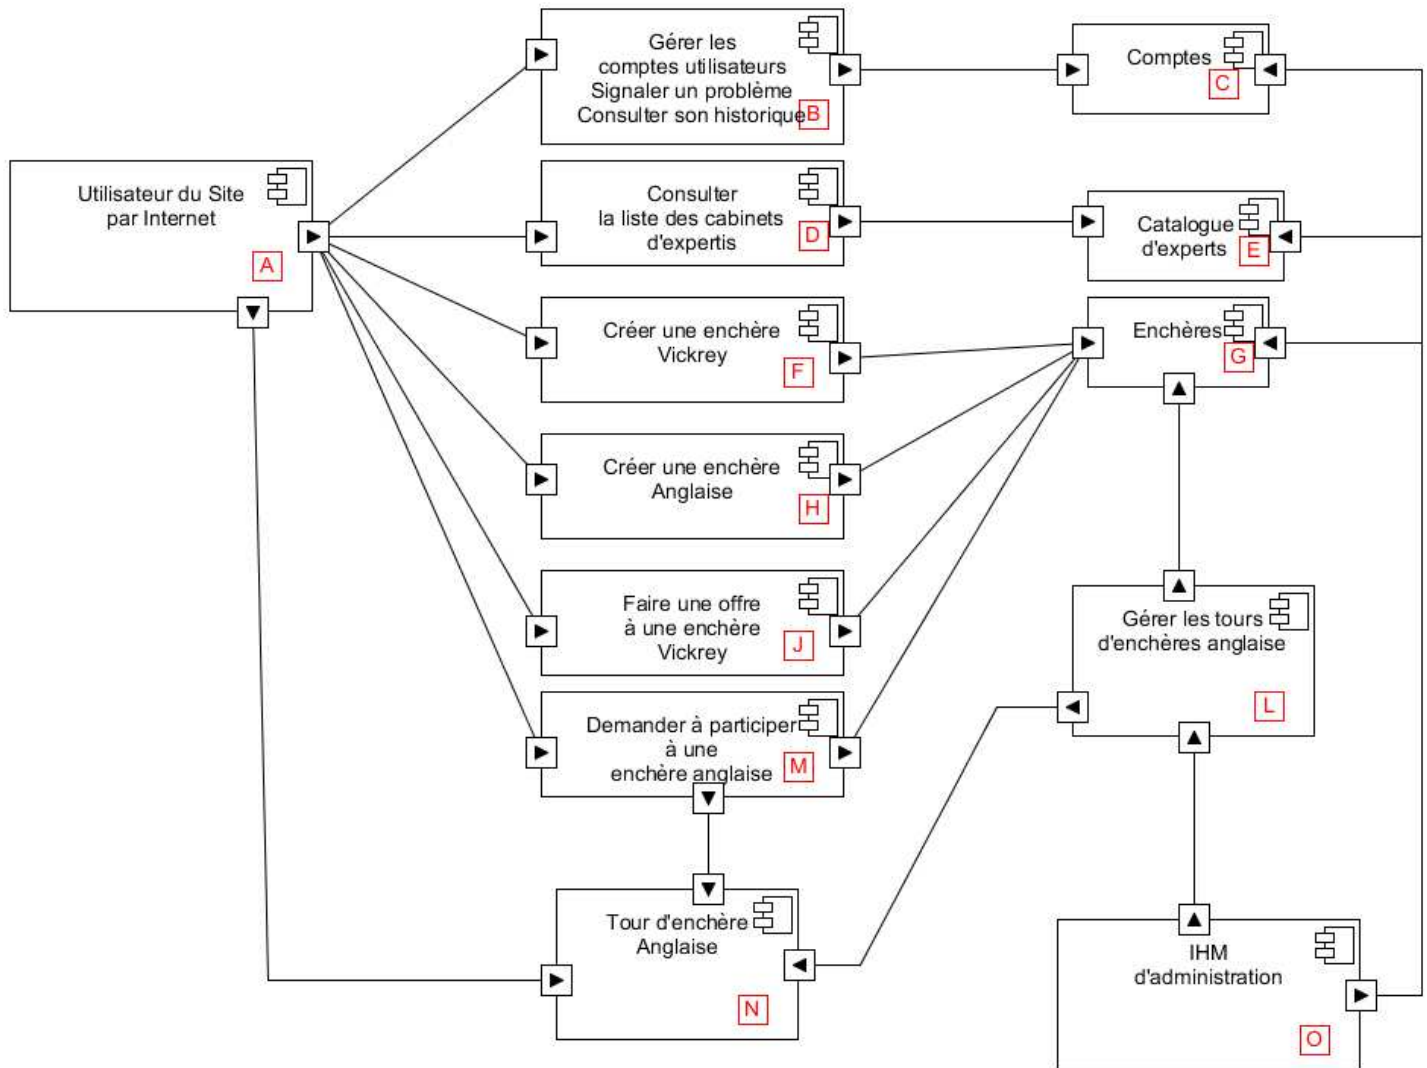 Gérer les
comptes utilisateurs
Signaler un problème
Consulter son historique
B
Comptes
C
Utilisateur du Site
par Internet
A
Consulter
la liste des cabinets
d'expertis
D
Catalogue
d'experts
E
Créer une enchère
Vickrey
F
Enchères
G
Créer une enchère
Anglaise
H
Faire une offre
à une enchère
Vickrey
J
Gérer les tours
d'enchères anglaise
L
Demander à participer
à une
enchère anglaise
M
Tour d'enchère
Anglaise
N
IHM
d'administration
O